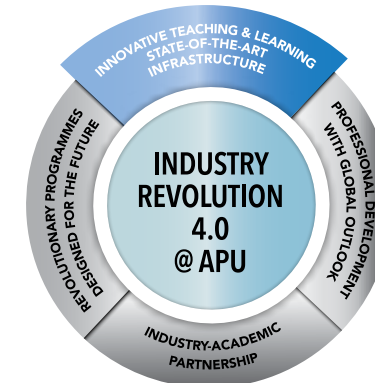 INNOVATIVE TEACHING & LEARNING
STATE-OF-THE-ART
INFRASTRUCTURE
PROFESSIONAL DEVELOPMENT
WITH GLOBAL OUTLOOK
INDUSTRY-ACADEMIC
PARTNERSHIP
REVOLUTIONARY PROGRAMMES
DESIGNED FOR THE FUTURE
INDUSTRY
REVOLUTION
4.0
@ APU